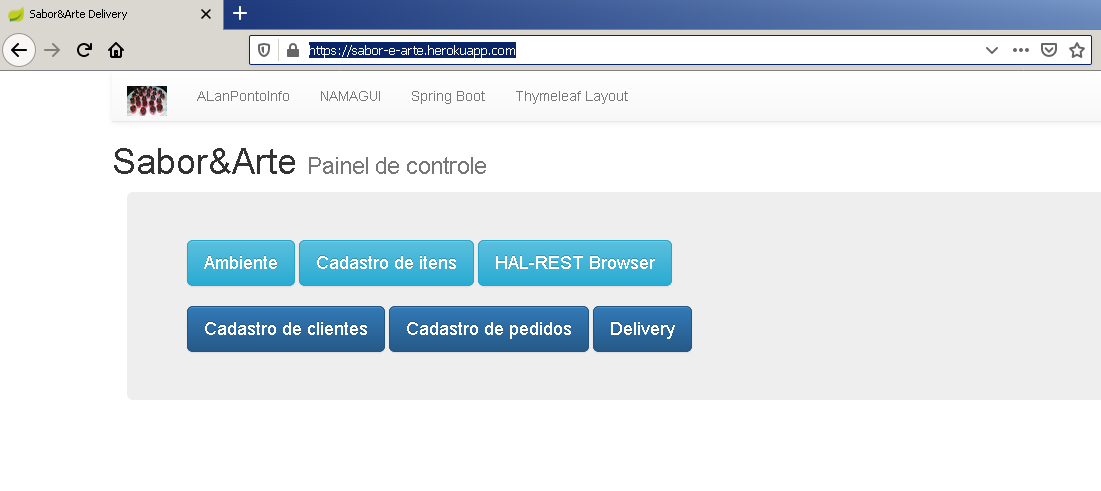 Sabor&Arte Delivery
https://sabor-e-arte.herokuapp.com
ALanPontoInfo NAMAGUI Spring Boot Thymeleaf Layout
Sabor&Arte Painel de controle
Ambiente Cadastro de itens HAL-REST Browser
Cadastro de clientes Cadastro de pedidos Delivery